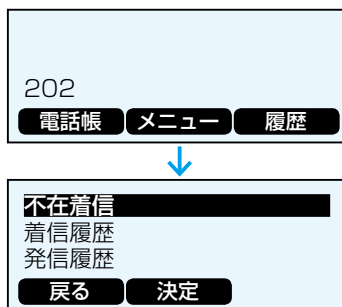 202
電話帳 メニュー 履歴
不在着信
着信履歴
発信履歴
戻る 決定